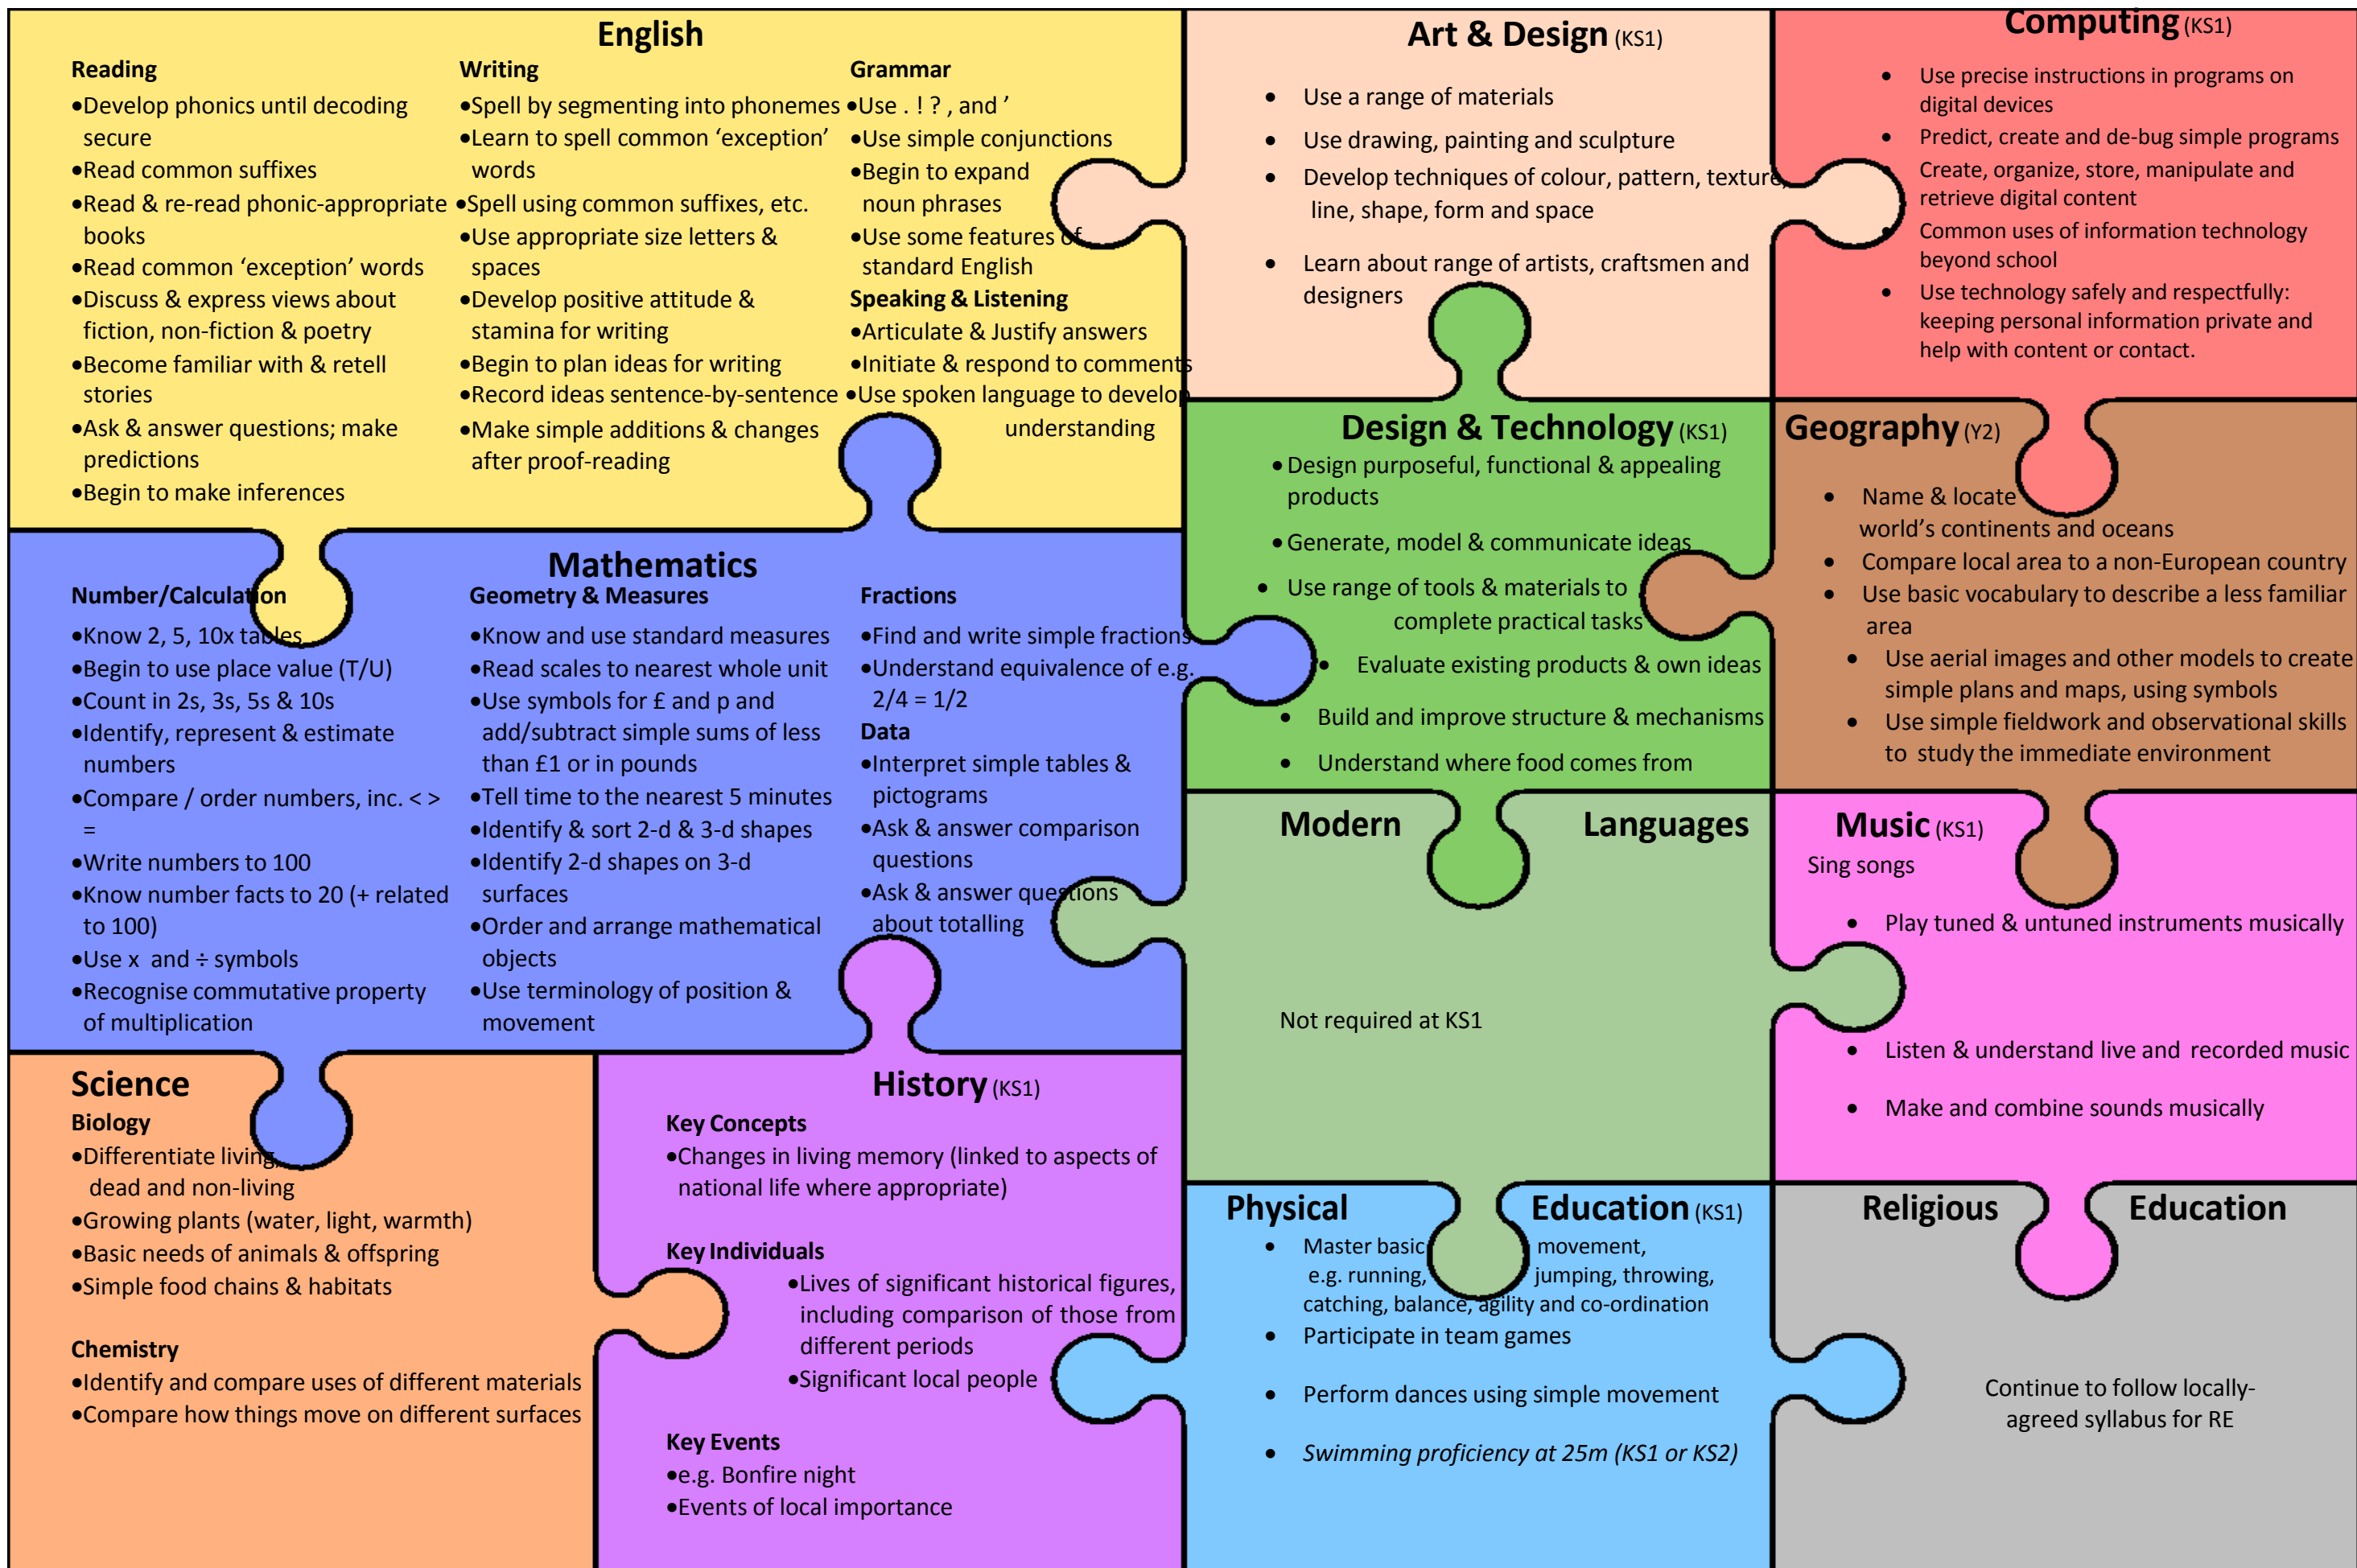 English
Reading
•Develop phonics until decoding
secure
•Read common suffixes
•Read & re-read phonic-appropriate
books
•Read common ‘exception’ words
•Discuss & express views about
fiction, non-fiction & poetry
•Become familiar with & retell
stories
•Ask & answer questions; make
predictions
•Begin to make inferences
Writing
•Spell by segmenting into phonemes
•Learn to spell common ‘exception’
words
•Spell using common suffixes, etc.
•Use appropriate size letters &
spaces
•Develop positive attitude &
stamina for writing
•Begin to plan ideas for writing
•Record ideas sentence-by-sentence
•Make simple additions & changes
after proof-reading
Grammar
•Use . ! ? , and ’
•Use simple conjunctions
•Begin to expand
noun phrases
•Use some features of
standard English
Speaking & Listening
•Articulate & Justify answers
•Initiate & respond to comments
•Use spoken language to develop
understanding
Art & Design (KS1)
• Use a range of materials
• Use drawing, painting and sculpture
• Develop techniques of colour, pattern, texture,
line, shape, form and space
• Learn about range of artists, craftsmen and
designers
Computing (KS1)
• Use precise instructions in programs on
digital devices
• Predict, create and de-bug simple programs
Create, organize, store, manipulate and
retrieve digital content
• Common uses of information technology
beyond school
• Use technology safely and respectfully:
keeping personal information private and
help with content or contact.
Mathematics
Number/Calculation
•Know 2, 5, 10x tables
•Begin to use place value (T/U)
•Count in 2s, 3s, 5s & 10s
•Identify, represent & estimate
numbers
•Compare / order numbers, inc. < >
=
•Write numbers to 100
•Know number facts to 20 (+ related
to 100)
•Use x and ÷ symbols
•Recognise commutative property
of multiplication
Geometry & Measures
•Know and use standard measures
•Read scales to nearest whole unit
•Use symbols for £ and p and
add/subtract simple sums of less
than £1 or in pounds
•Tell time to the nearest 5 minutes
•Identify & sort 2-d & 3-d shapes
•Identify 2-d shapes on 3-d
surfaces
•Order and arrange mathematical
objects
•Use terminology of position &
movement
Fractions
•Find and write simple fractions
•Understand equivalence of e.g.
2/4 = 1/2
Data
•Interpret simple tables &
pictograms
•Ask & answer comparison
questions
•Ask & answer questions
about totalling
Design & Technology (KS1)
• Design purposeful, functional & appealing
products
• Generate, model & communicate ideas
• Use range of tools & materials to
complete practical tasks
• Evaluate existing products & own ideas
• Build and improve structure & mechanisms
• Understand where food comes from
Geography (Y2)
• Name & locate
world’s continents and oceans
• Compare local area to a non-European country
• Use basic vocabulary to describe a less familiar
area
• Use aerial images and other models to create
simple plans and maps, using symbols
• Use simple fieldwork and observational skills
to study the immediate environment
Modern Languages
Not required at KS1
Music (KS1)
Sing songs
• Play tuned & untuned instruments musically
• Listen & understand live and recorded music
• Make and combine sounds musically
Science
Biology
•Differentiate living,
dead and non-living
•Growing plants (water, light, warmth)
•Basic needs of animals & offspring
•Simple food chains & habitats
Chemistry
•Identify and compare uses of different materials
•Compare how things move on different surfaces
History (KS1)
Key Concepts
•Changes in living memory (linked to aspects of
national life where appropriate)
Key Individuals
•Lives of significant historical figures,
including comparison of those from
different periods
•Significant local people
Key Events
•e.g. Bonfire night
•Events of local importance
Physical Education (KS1)
• Master basic movement,
e.g. running, jumping, throwing,
catching, balance, agility and co-ordination
• Participate in team games
• Perform dances using simple movement
• Swimming proficiency at 25m (KS1 or KS2)
Religious Education
Continue to follow locally-
agreed syllabus for RE